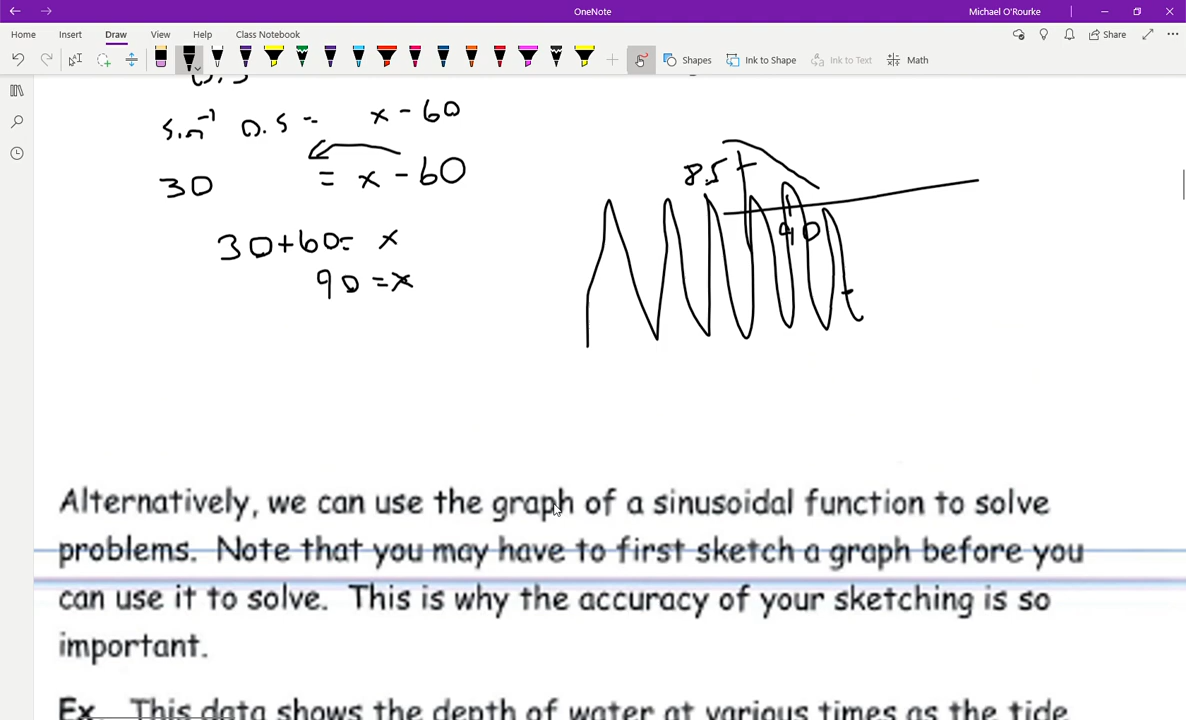 OneNote
Michael O'Rourke
Home Insert Draw View Help Class Notebook
Shapes Ink to Shape Ink to Text Math
Share
sin⁻¹ 0.5 = x - 60
30 = x - 60
30+60= x
90 = x
8.5
90
Alternatively, we can use the graph of a sinusoidal function to solve
problems. Note that you may have to first sketch a graph before you
can use it to solve. This is why the accuracy of your sketching is so
important.
Ex. This data shows the depth of water at various times as the tide